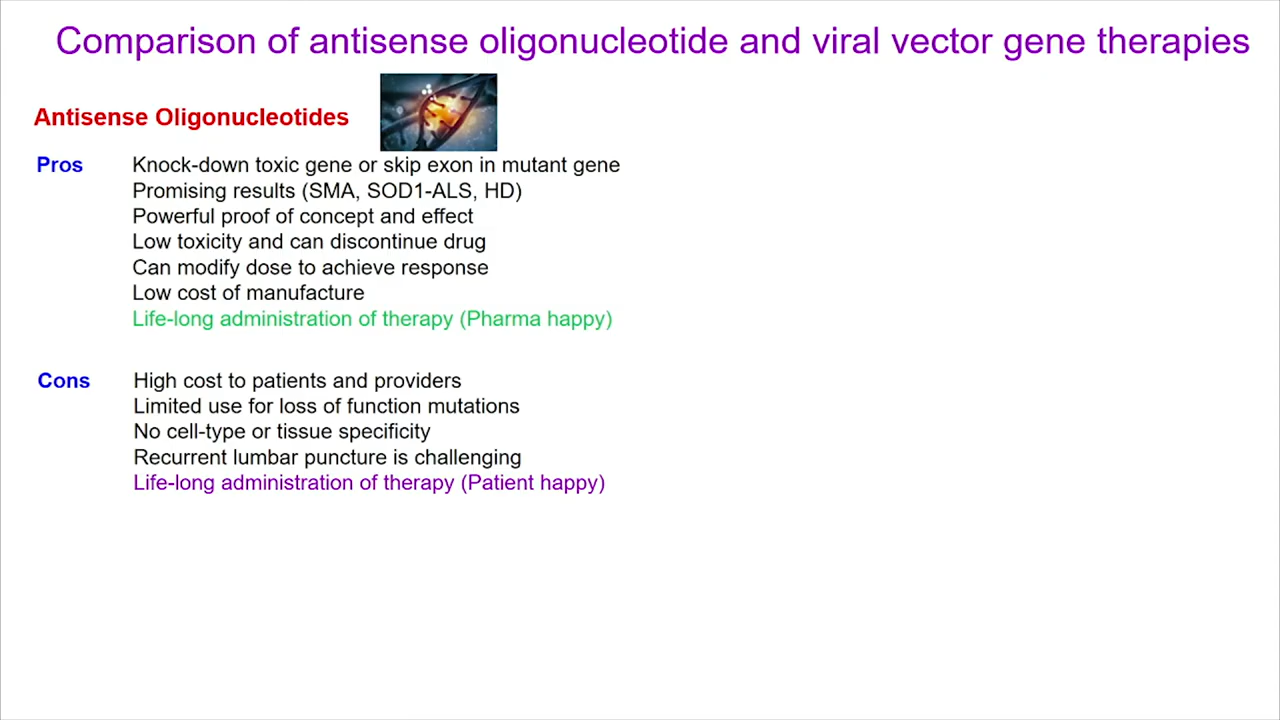 Comparison of antisense oligonucleotide and viral vector gene therapies
Antisense Oligonucleotides
Pros
Knock-down toxic gene or skip exon in mutant gene
Promising results (SMA, SOD1-ALS, HD)
Powerful proof of concept and effect
Low toxicity and can discontinue drug
Can modify dose to achieve response
Low cost of manufacture
Life-long administration of therapy (Pharma happy)
Cons
High cost to patients and providers
Limited use for loss of function mutations
No cell-type or tissue specificity
Recurrent lumbar puncture is challenging
Life-long administration of therapy (Patient happy)